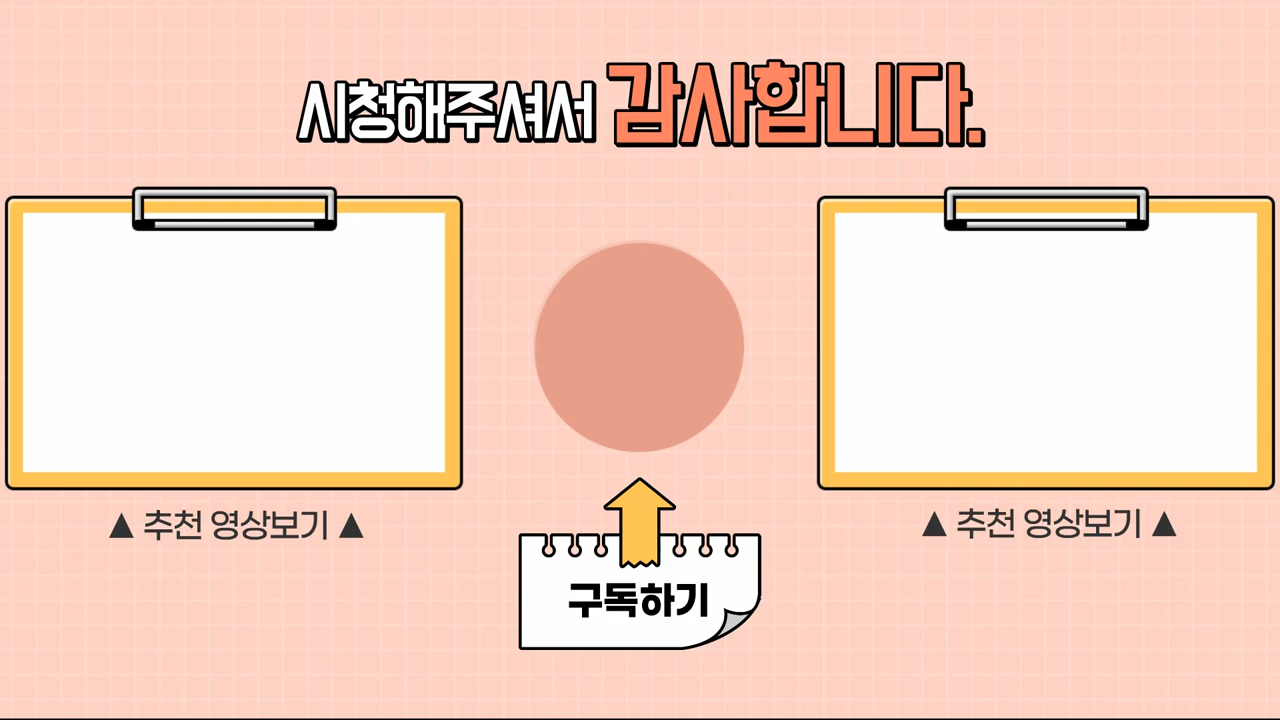 시청해주셔서 감사합니다.
▲ 추천 영상보기 ▲
▲ 추천 영상보기 ▲
구독하기